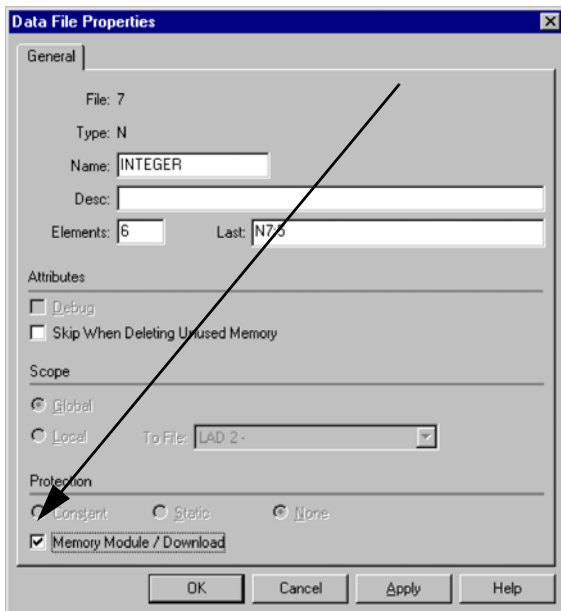 Data File Properties
General
File: 7
Type: N
Name: INTEGER
Desc:
Elements: 6 Last: N7:5
Attributes
Debug
Skip When Deleting Unused Memory
Scope
Global
Local To File: LAD 2 -
Protection
Constant Static None
Memory Module / Download
OK Cancel Apply Help